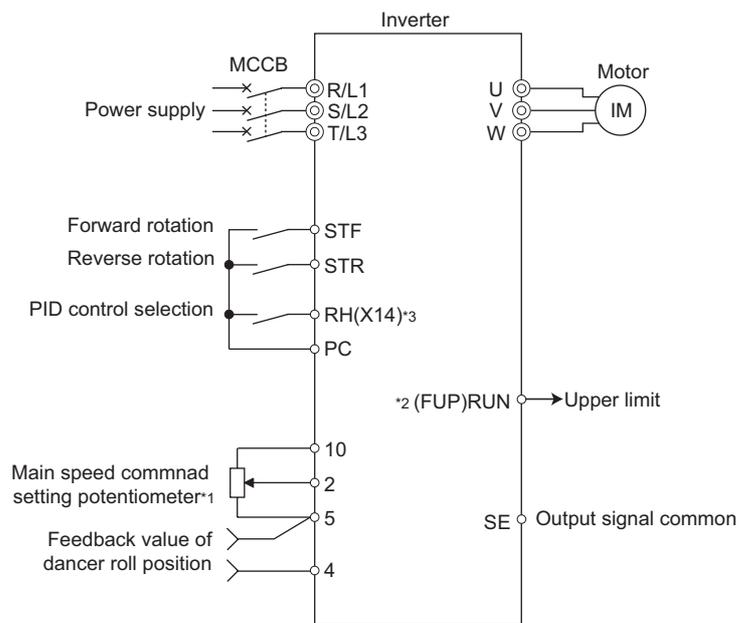 Inverter
MCCB
Power supply
R/L1
S/L2
T/L3
U
V
W
Motor
IM
Forward rotation
STF
Reverse rotation
STR
PID control selection
RH(X14)*3
PC
*2 (FUP)RUN
Upper limit
10
Main speed commnad
setting potentiometer*1
2
5
SE
Output signal common
Feedback value of
dancer roll position
4